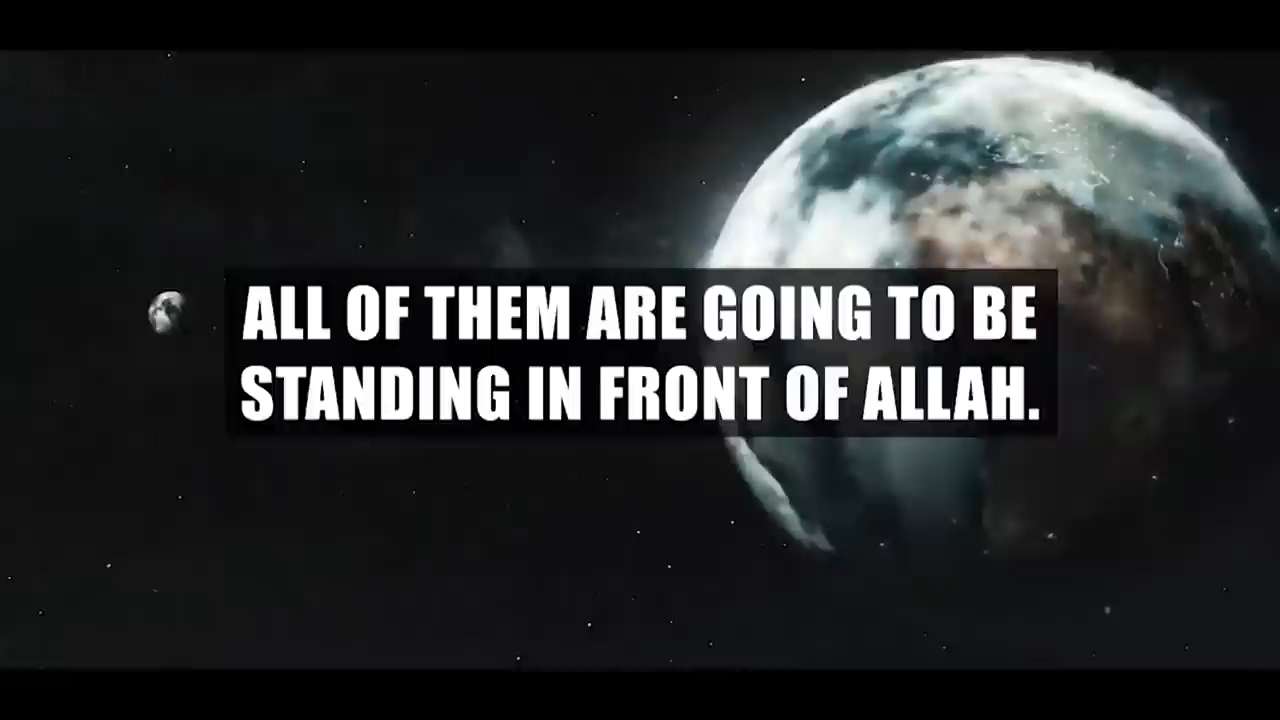 ALL OF THEM ARE GOING TO BE
STANDING IN FRONT OF ALLAH.